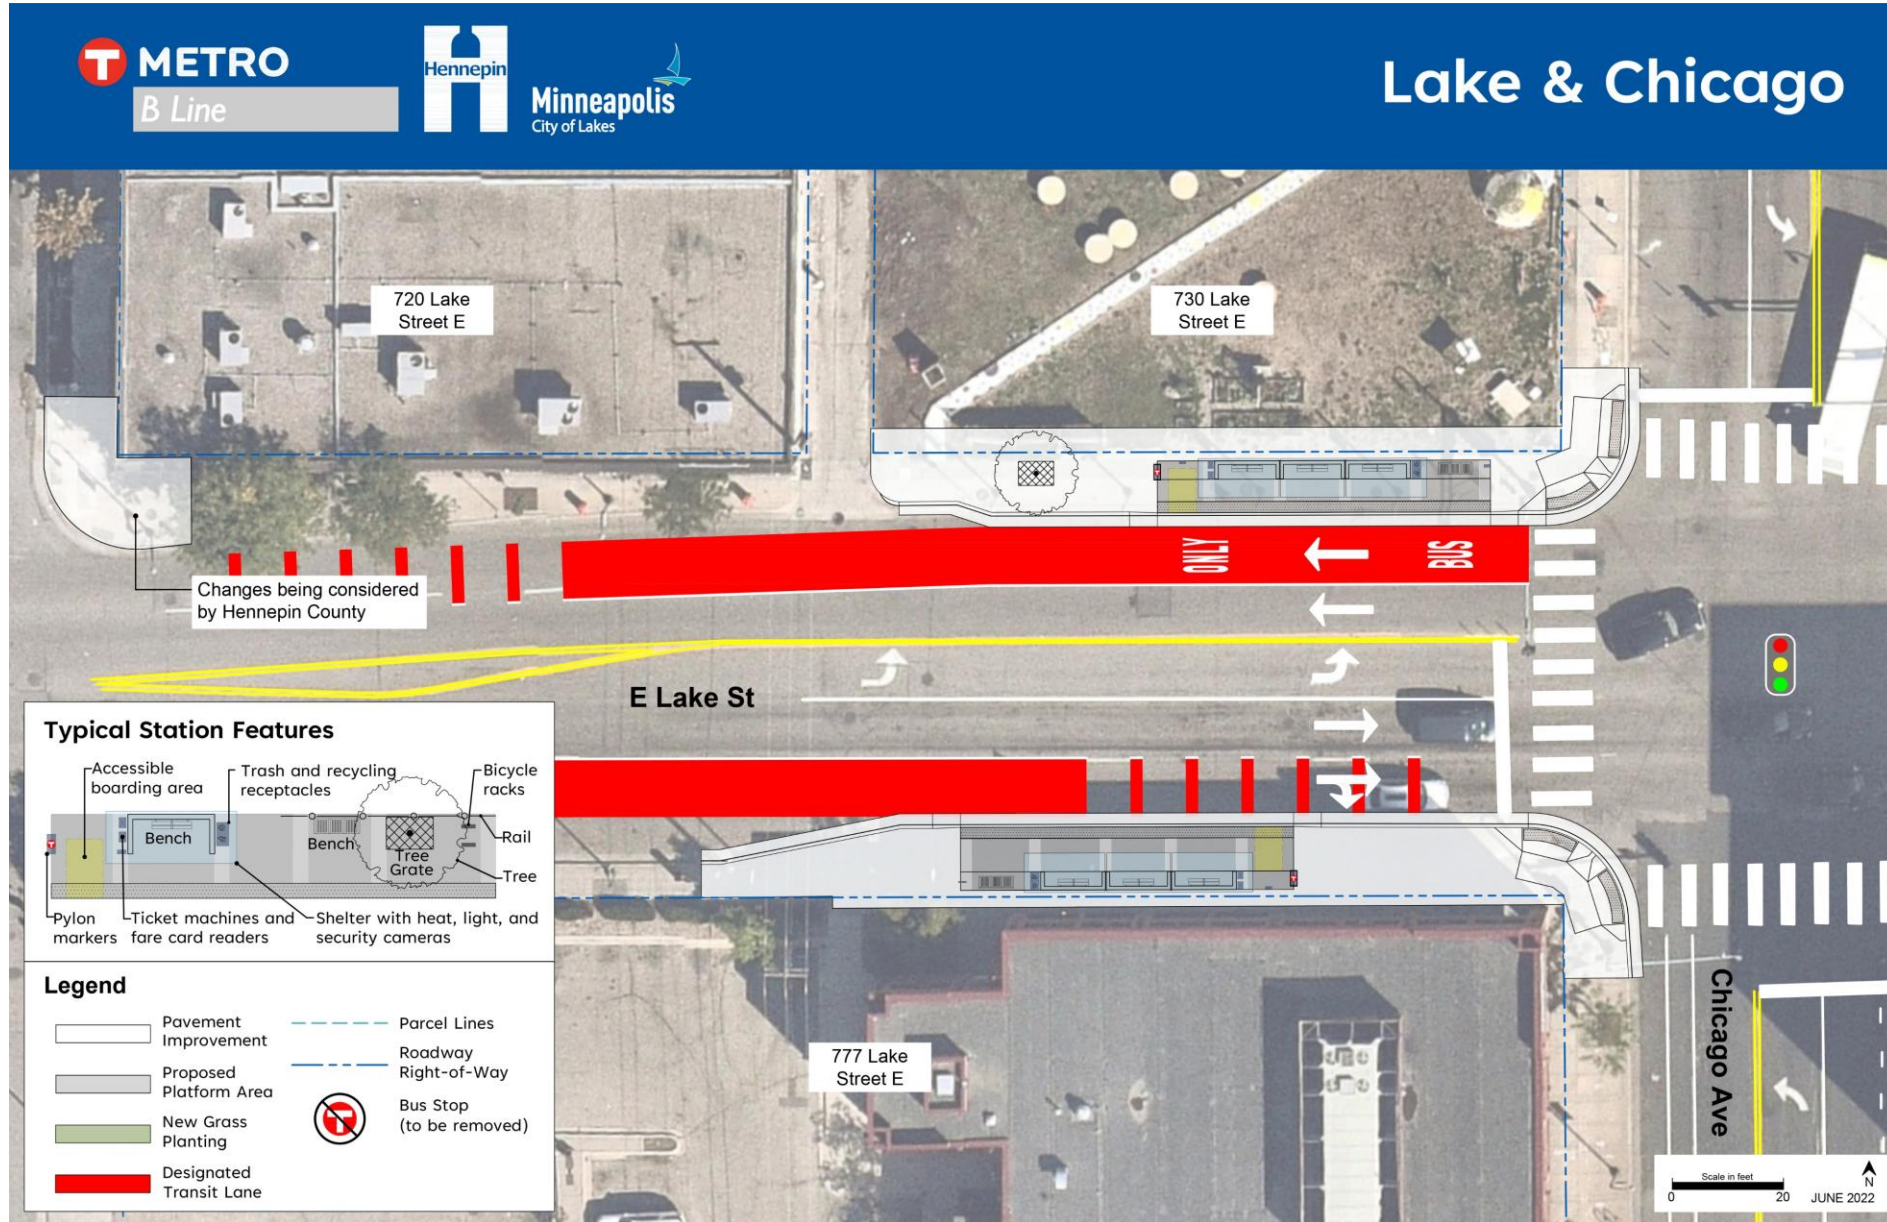 T METRO
B Line
Hennepin
Minneapolis
City of Lakes
Lake & Chicago
720 Lake
Street E
730 Lake
Street E
ONLY
BUS
Changes being considered
by Hennepin County
E Lake St
Typical Station Features
Accessible
boarding area
Trash and recycling
receptacles
Bicycle
racks
Bench
Bench
Rail
Tree
Grate
Tree
Pylon
markers
Ticket machines and
fare card readers
Shelter with heat, light, and
security cameras
Legend
Pavement
Improvement
Parcel Lines
Proposed
Platform Area
Roadway
Right-of-Way
New Grass
Planting
T
Bus Stop
(to be removed)
Designated
Transit Lane
777 Lake
Street E
Chicago Ave
Scale in feet
0
20
N
JUNE 2022